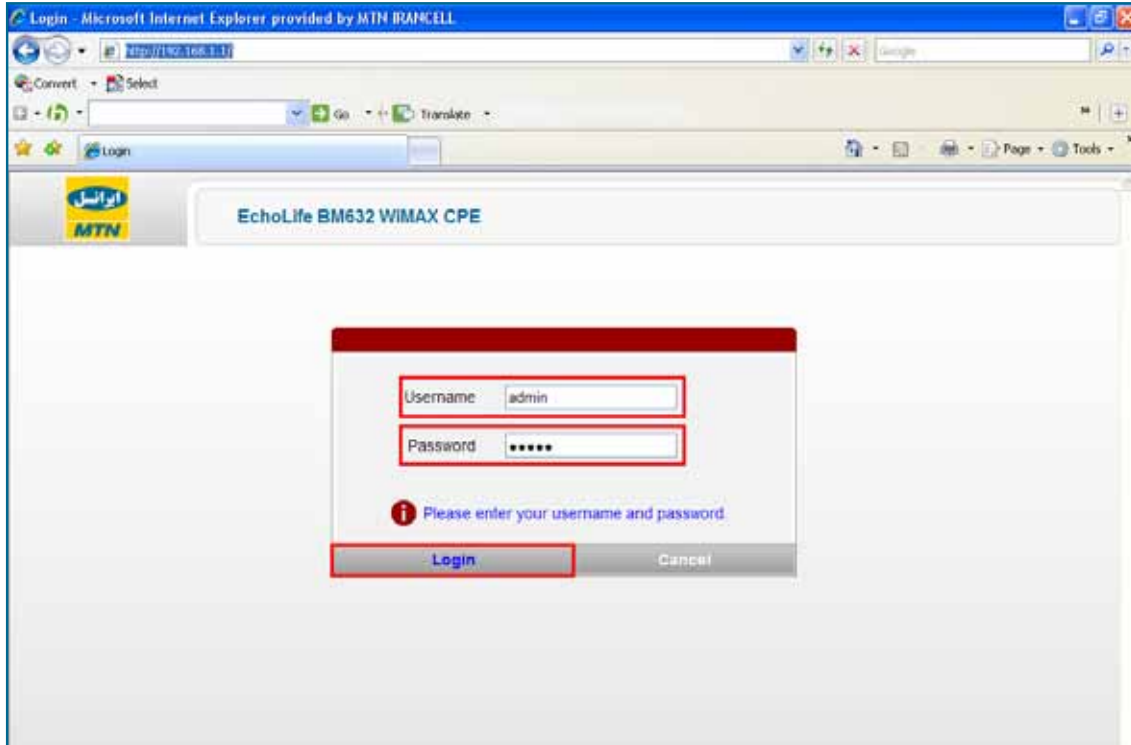 Login - Microsoft Internet Explorer provided by MTN IRANCELL
http://192.168.1.1/
Google
Convert Select
Go Translate
Login
Page Tools
ایرانسل
MTN
EchoLife BM632 WiMAX CPE
Username admin
Password •••••
Please enter your username and password
Login Cancel